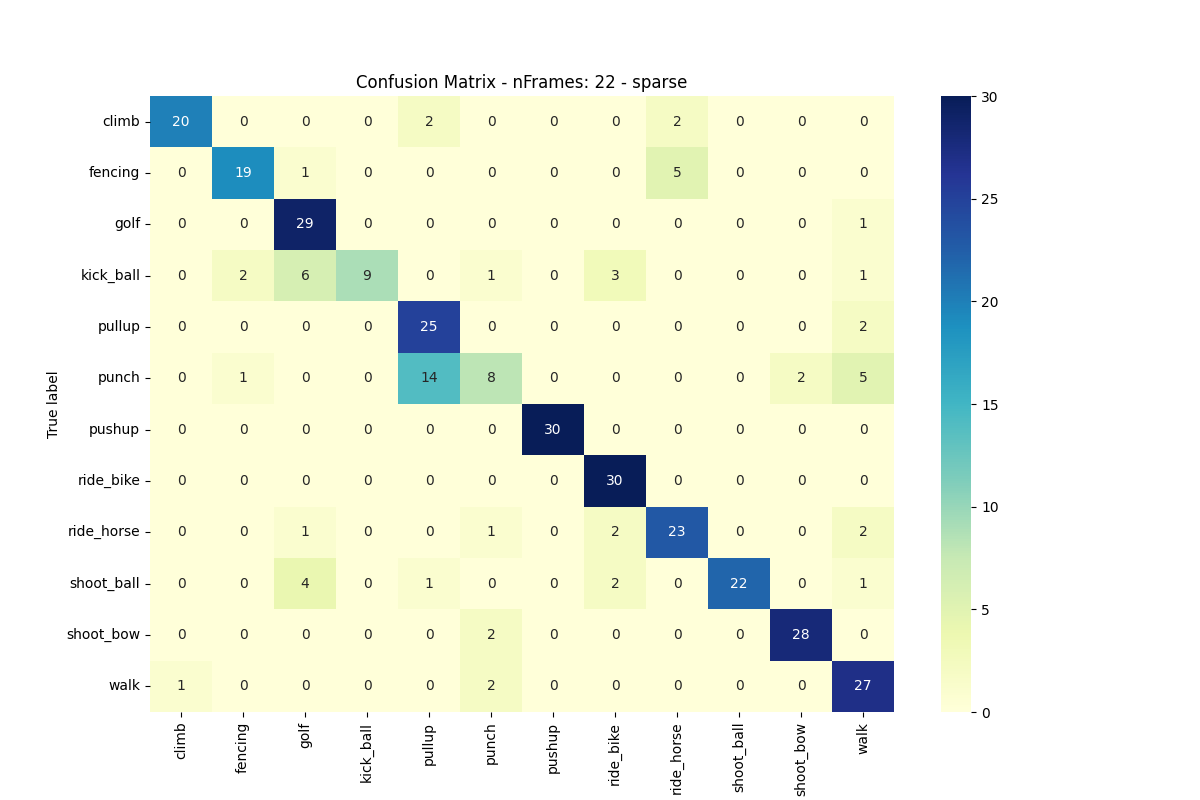 Confusion Matrix - nFrames: 22 - sparse
climb 20 0 0 0 2 0 0 2 0 0 0
fencing 0 19 1 0 0 0 0 5 0 0 0
golf 0 0 29 0 0 0 0 0 0 0 1
kick_ball 0 2 6 9 0 1 0 3 0 0 0 1
pullup 0 0 0 0 25 0 0 0 0 0 0 2
punch 0 1 0 0 14 8 0 0 0 0 2 5
pushup 0 0 0 0 0 0 30 0 0 0 0 0
ride_bike 0 0 0 0 0 0 0 30 0 0 0 0
ride_horse 0 0 1 0 0 1 0 2 23 0 0 2
shoot_ball 0 0 4 0 1 0 0 2 0 22 0 1
shoot_bow 0 0 0 0 0 2 0 0 0 0 28 0
walk 1 0 0 0 0 2 0 0 0 0 0 27
True label
climb fencing golf kick_ball pullup punch pushup ride_bike ride_horse shoot_ball shoot_bow walk
30
25
20
15
10
5
0